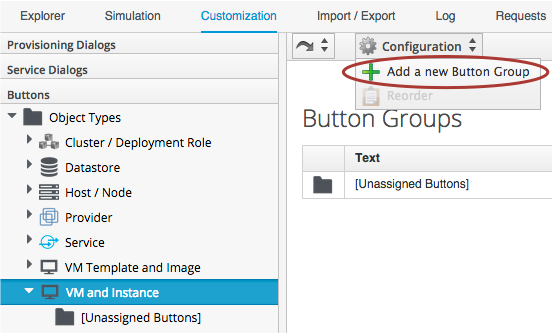 Explorer Simulation Customization Import / Export Log Requests
Provisioning Dialogs
Service Dialogs
Buttons
Object Types
Cluster / Deployment Role
Datastore
Host / Node
Provider
Service
VM Template and Image
VM and Instance
[Unassigned Buttons]
Configuration
Add a new Button Group
Reorder
Button Groups
Text
[Unassigned Buttons]